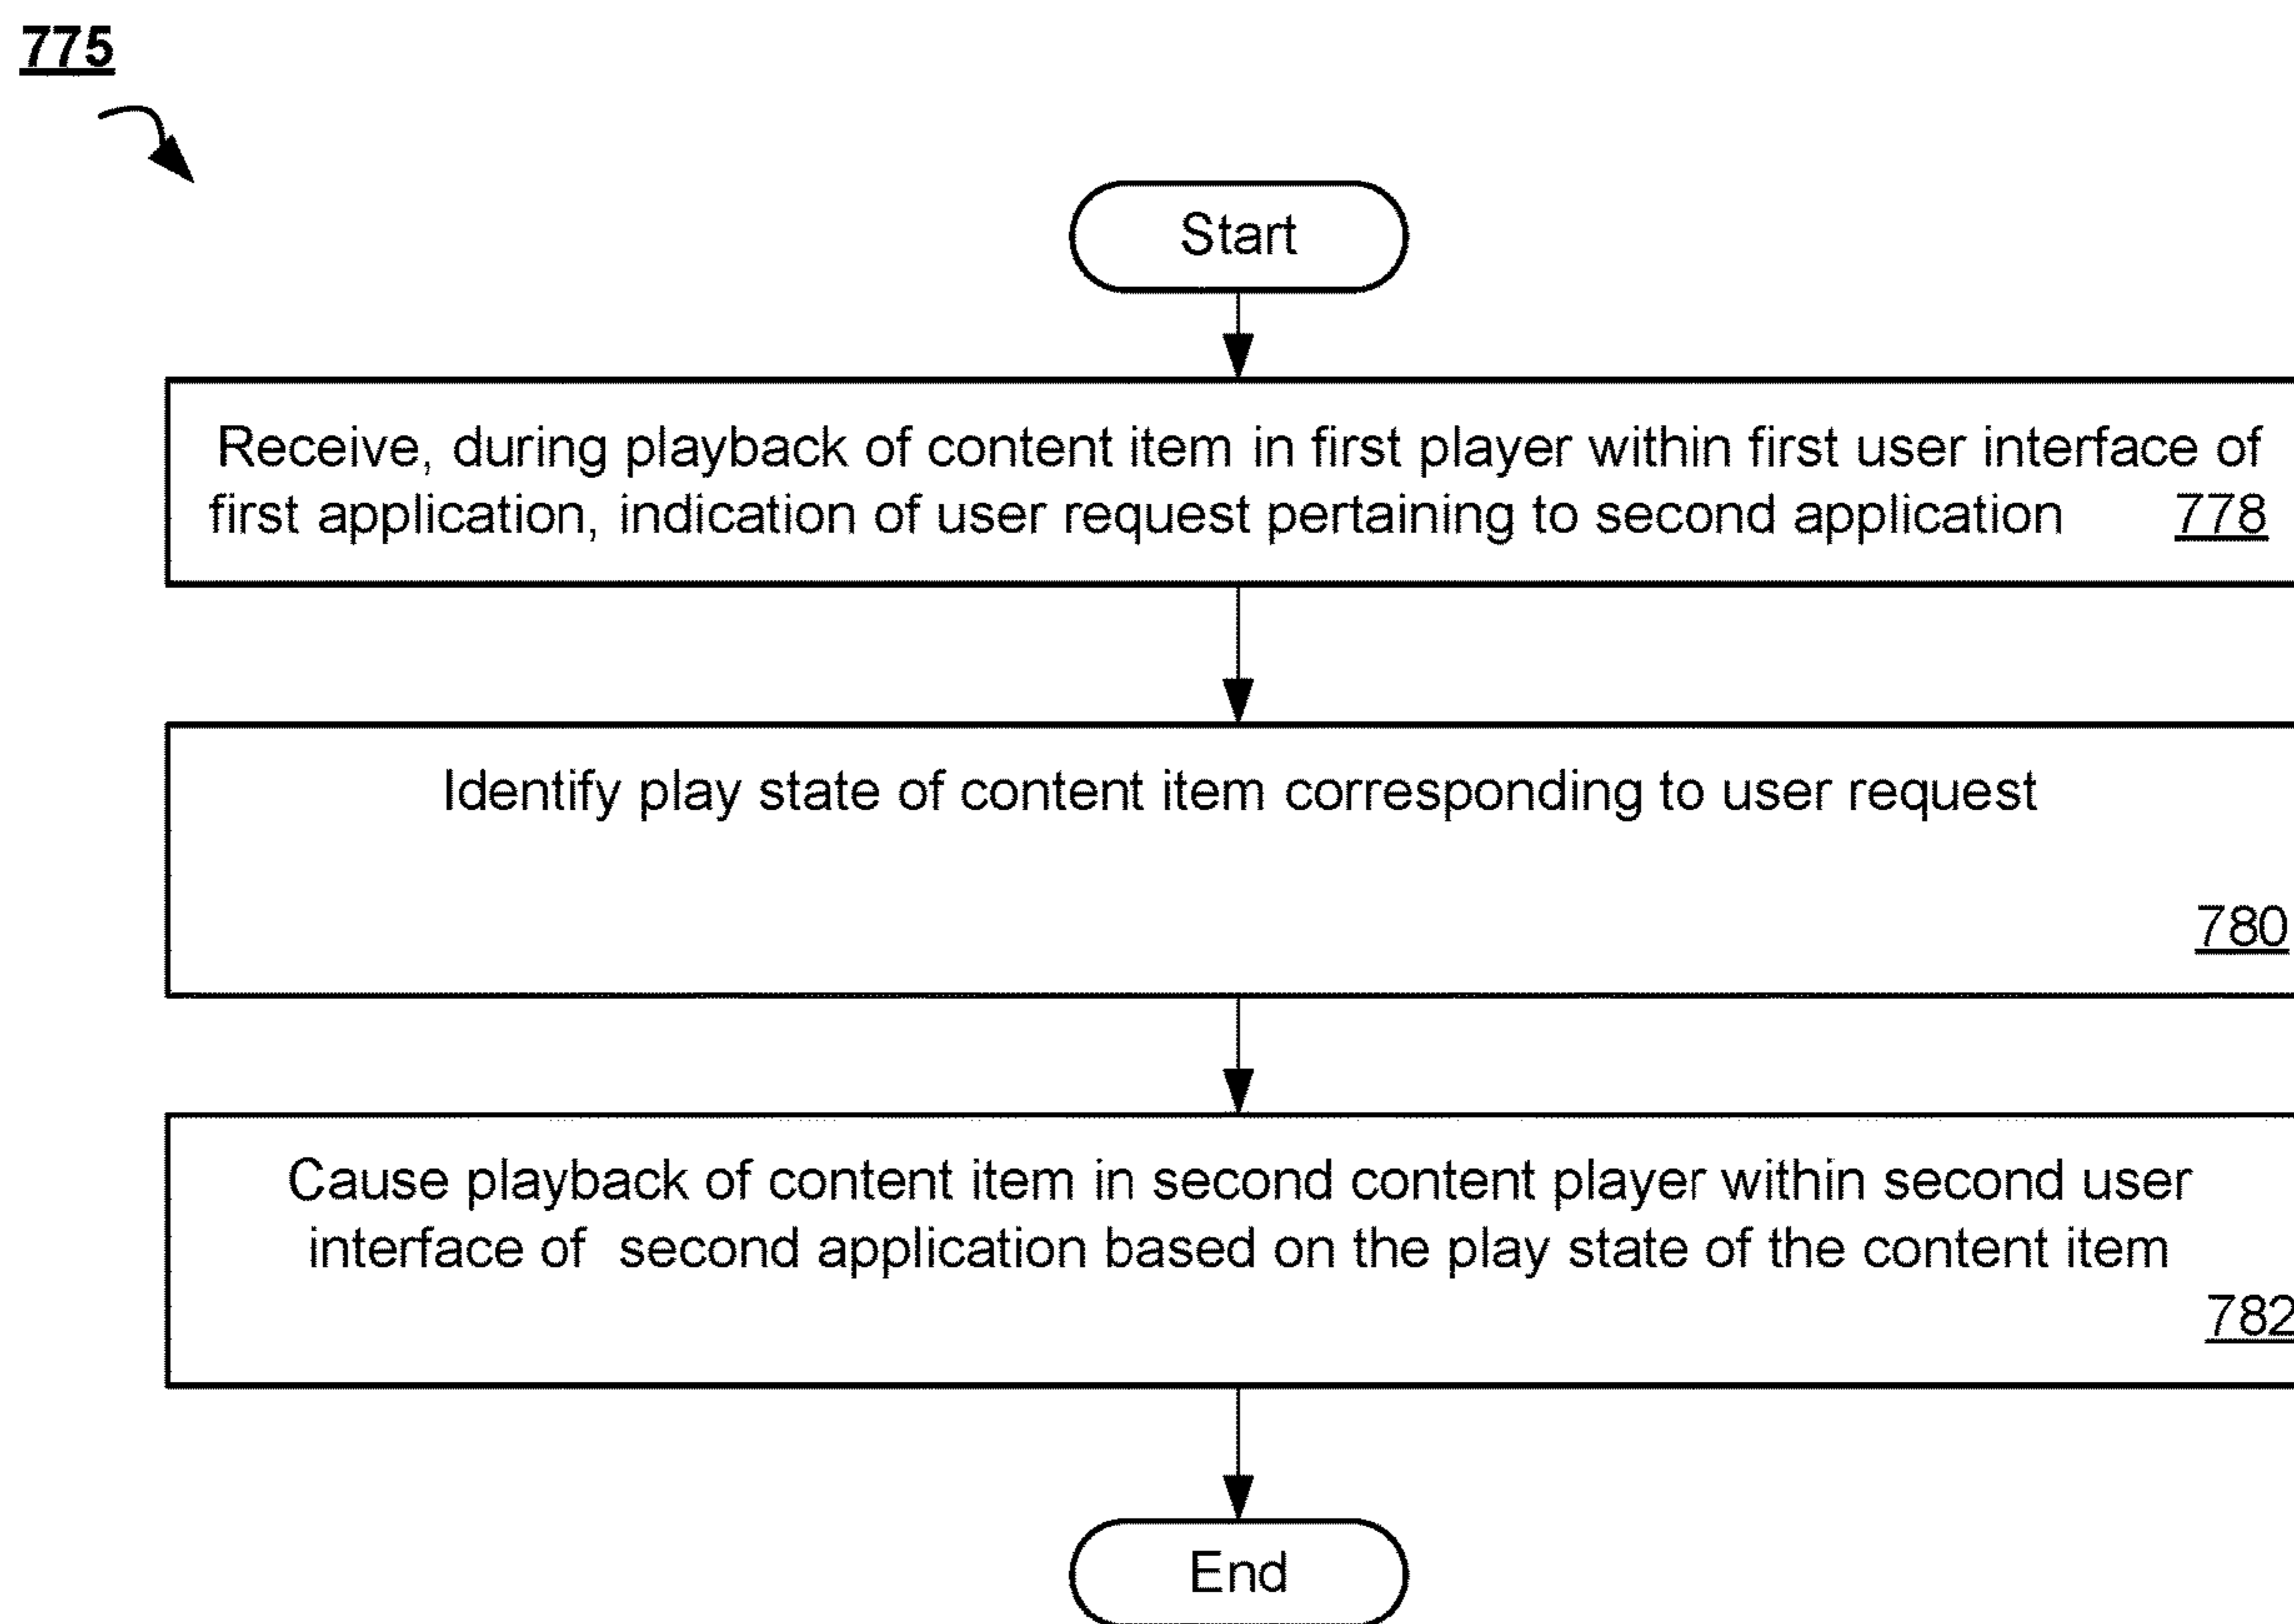 775
Start
Receive, during playback of content item in first player within first user interface of
first application, indication of user request pertaining to second application 778
Identify play state of content item corresponding to user request
780
Cause playback of content item in second content player within second user
interface of second application based on the play state of the content item
782
End